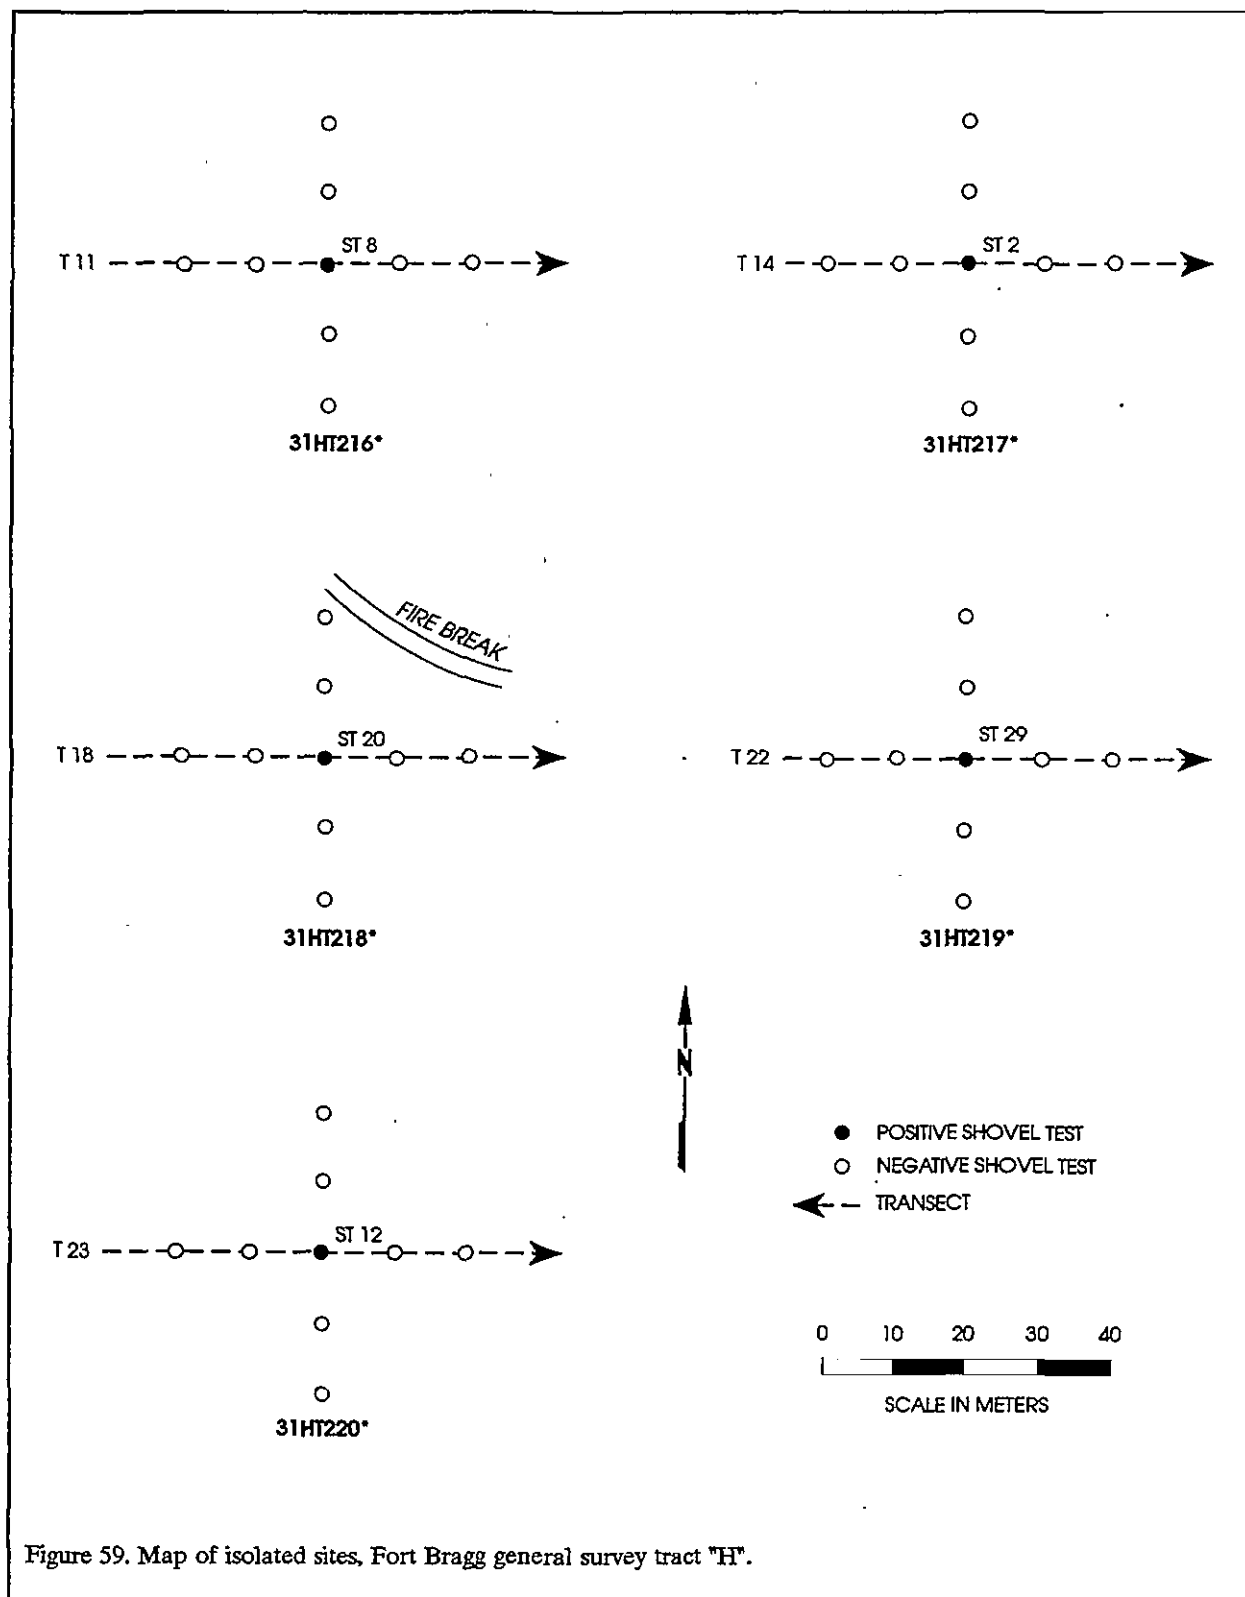 ST 8
T 11
31HT216*
ST 2
T 14
31HT217*
FIRE BREAK
ST 20
T 18
31HT218*
ST 29
T 22
31HT219*
N
ST 12
T 23
31HT220*
POSITIVE SHOVEL TEST
NEGATIVE SHOVEL TEST
TRANSECT
0 10 20 30 40
SCALE IN METERS
Figure 59. Map of isolated sites, Fort Bragg general survey tract "H".